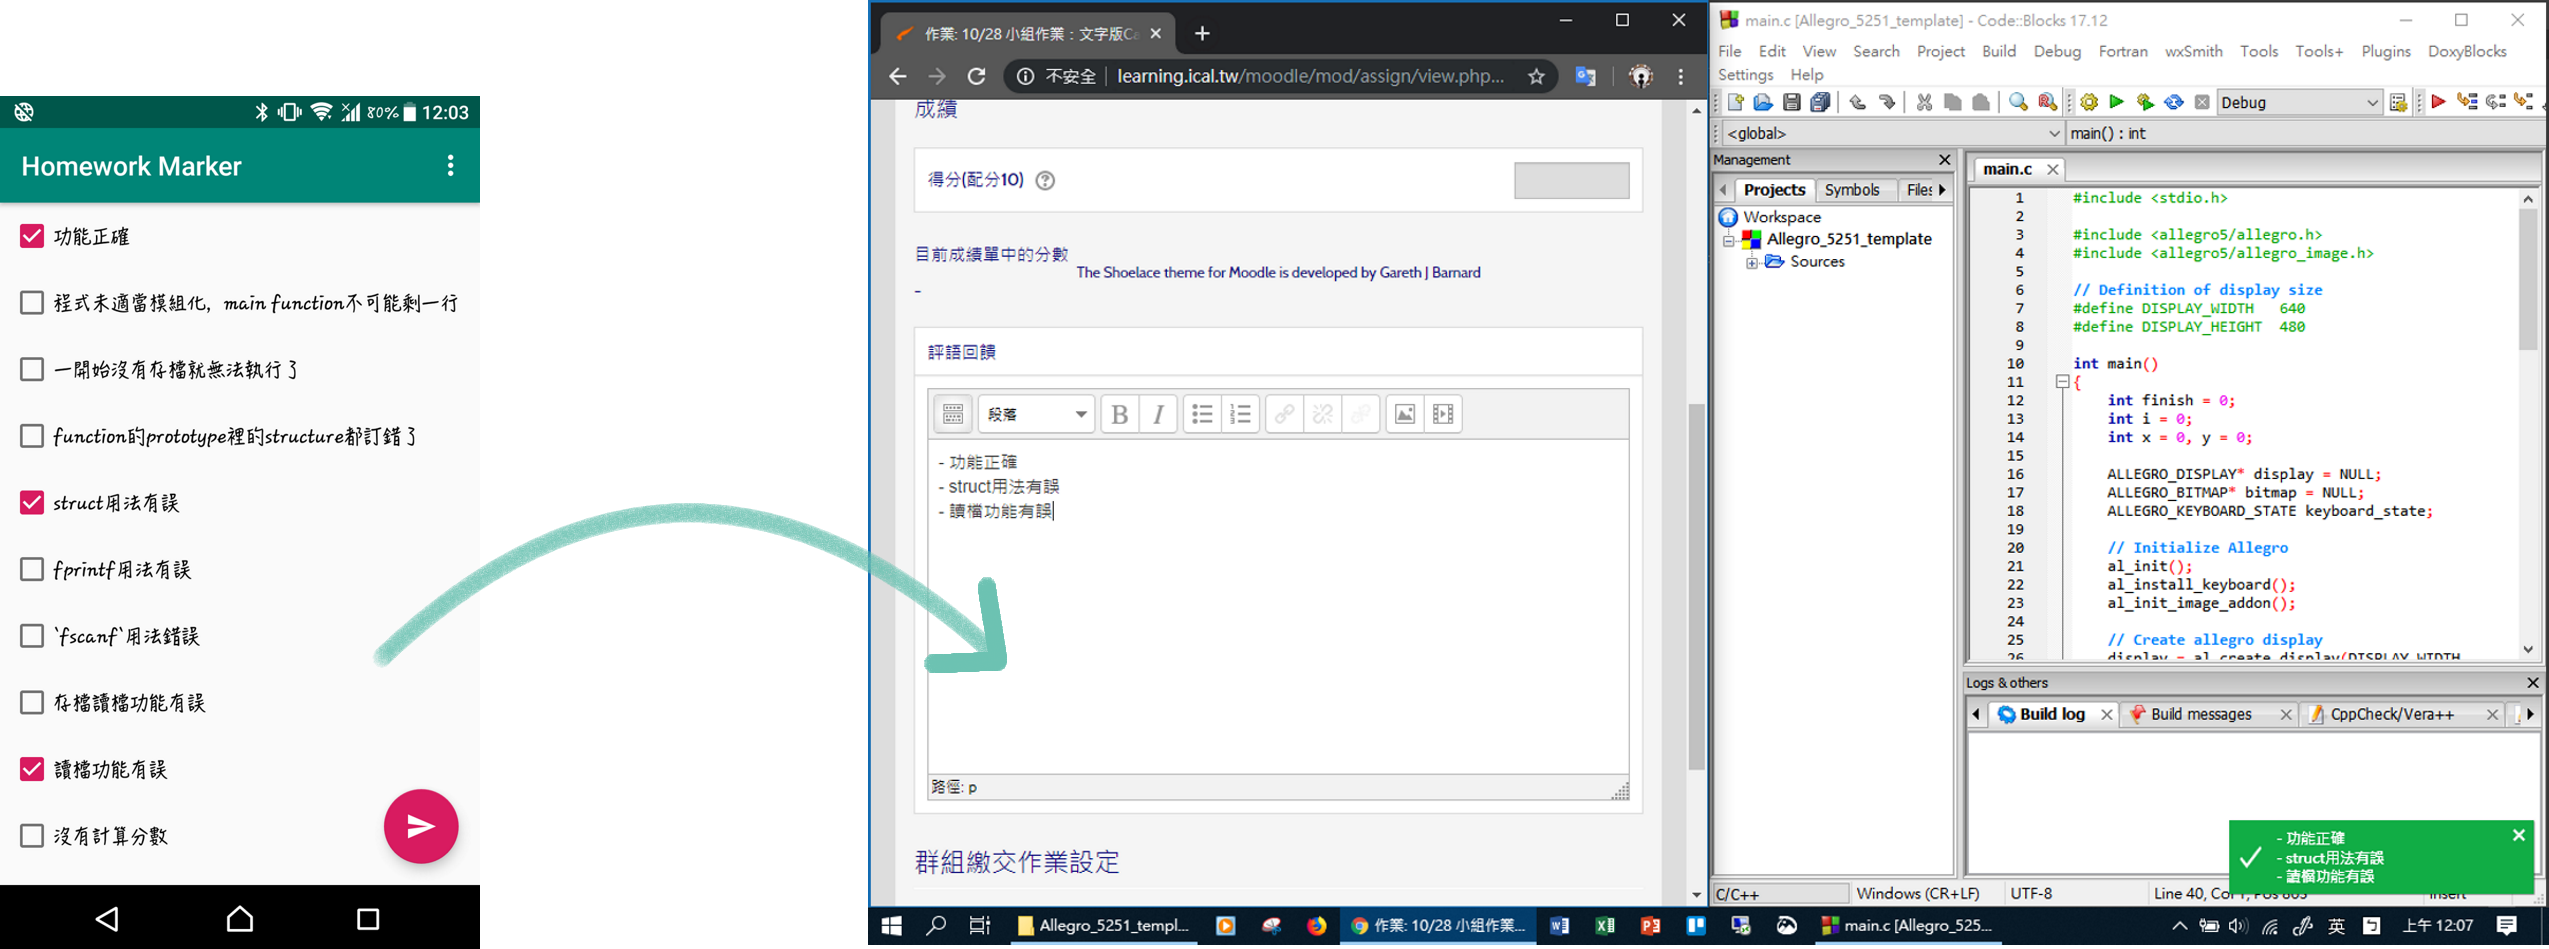 80% 12:03
Homework Marker
功能正確
程式未適當模組化, main function不可能剩一行
一開始沒有存檔就無法執行了
function的prototype裡的structure都訂錯了
struct用法有誤
fprintf用法有誤
`fscanf`用法錯誤
存檔讀檔功能有誤
讀檔功能有誤
沒有計算分數
作業: 10/28 小組作業：文字版Ca
不安全 | learning.ical.tw/moodle/mod/assign/view.php...
成績
得分(配分10)
目前成績單中的分數
The Shoelace theme for Moodle is developed by Gareth J Barnard
-
評語回饋
段落 B I
- 功能正確
- struct用法有誤
- 讀檔功能有誤
路徑: p
群組繳交作業設定
main.c [Allegro_5251_template] - Code::Blocks 17.12
File Edit View Search Project Build Debug Fortran wxSmith Tools Tools+ Plugins DoxyBlocks
Settings Help
Debug
<global> main() : int
Management
Projects Symbols Files
Workspace
Allegro_5251_template
Sources
main.c
1 #include <stdio.h>
2
3 #include <allegro5/allegro.h>
4 #include <allegro5/allegro_image.h>
5
6 // Definition of display size
7 #define DISPLAY_WIDTH 640
8 #define DISPLAY_HEIGHT 480
9
10 int main()
11 {
12 int finish = 0;
13 int i = 0;
14 int x = 0, y = 0;
15
16 ALLEGRO_DISPLAY* display = NULL;
17 ALLEGRO_BITMAP* bitmap = NULL;
18 ALLEGRO_KEYBOARD_STATE keyboard_state;
19
20 // Initialize Allegro
21 al_init();
22 al_install_keyboard();
23 al_init_image_addon();
24
25 // Create allegro display
26 display = al_create_display(DISPLAY_WIDTH
Logs & others
Build log Build messages CppCheck/Vera++
- 功能正確
- struct用法有誤
- 讀檔功能有誤
C/C++ Windows (CR+LF) UTF-8 Line 40, Col 1, Pos 863 Insert
Allegro_5251_templ... 作業: 10/28 小組作業... main.c [Allegro_525... 英 上午 12:07